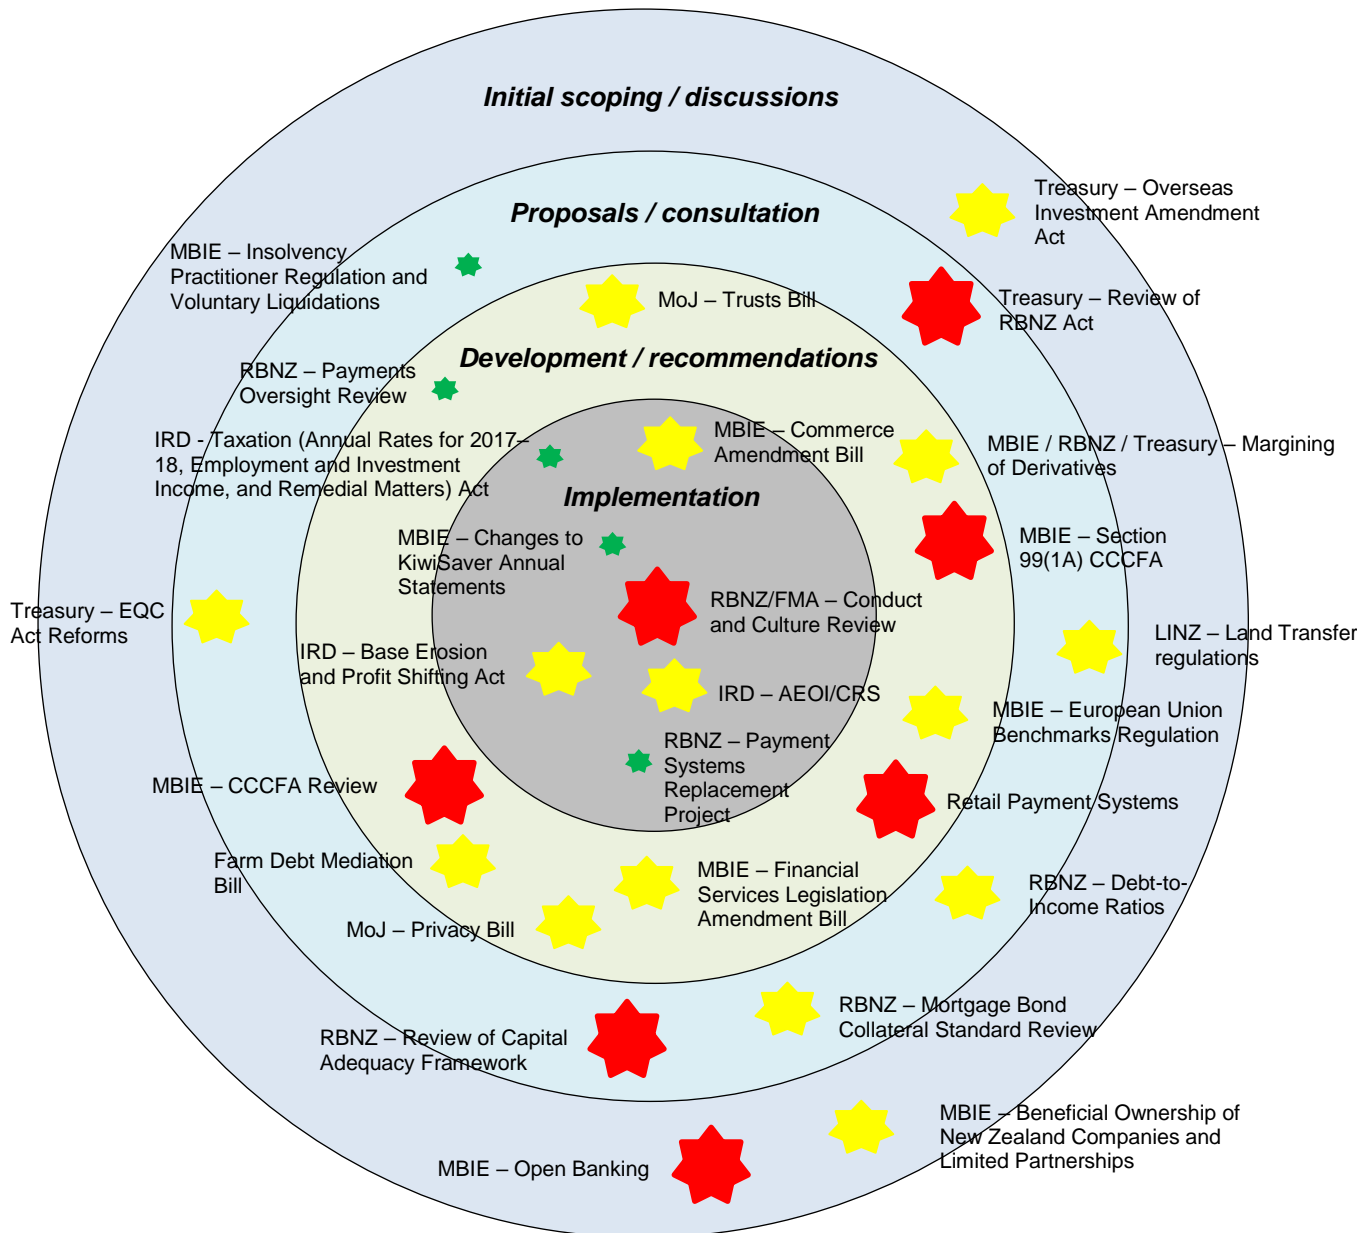 Initial scoping / discussions
Treasury – Overseas
Investment Amendment
Act
Proposals / consultation
MBIE – Insolvency
Practitioner Regulation and
Voluntary Liquidations
MoJ – Trusts Bill
Treasury – Review of
RBNZ Act
Development / recommendations
RBNZ – Payments
Oversight Review
MBIE – Commerce
Amendment Bill
IRD - Taxation (Annual Rates for 2017–
18, Employment and Investment
Income, and Remedial Matters) Act
MBIE / RBNZ / Treasury – Margining
of Derivatives
Implementation
MBIE – Changes to
KiwiSaver Annual
Statements
MBIE – Section
99(1A) CCCFA
RBNZ/FMA – Conduct
and Culture Review
Treasury – EQC
Act Reforms
LINZ – Land Transfer
regulations
IRD – Base Erosion
and Profit Shifting Act
IRD – AEOI/CRS
MBIE – European Union
Benchmarks Regulation
RBNZ – Payment
Systems
Replacement
Project
MBIE – CCCFA Review
Retail Payment Systems
Farm Debt Mediation
Bill
MBIE – Financial
Services Legislation
Amendment Bill
RBNZ – Debt-to-
Income Ratios
MoJ – Privacy Bill
RBNZ – Mortgage Bond
Collateral Standard Review
RBNZ – Review of Capital
Adequacy Framework
MBIE – Beneficial Ownership of
New Zealand Companies and
Limited Partnerships
MBIE – Open Banking